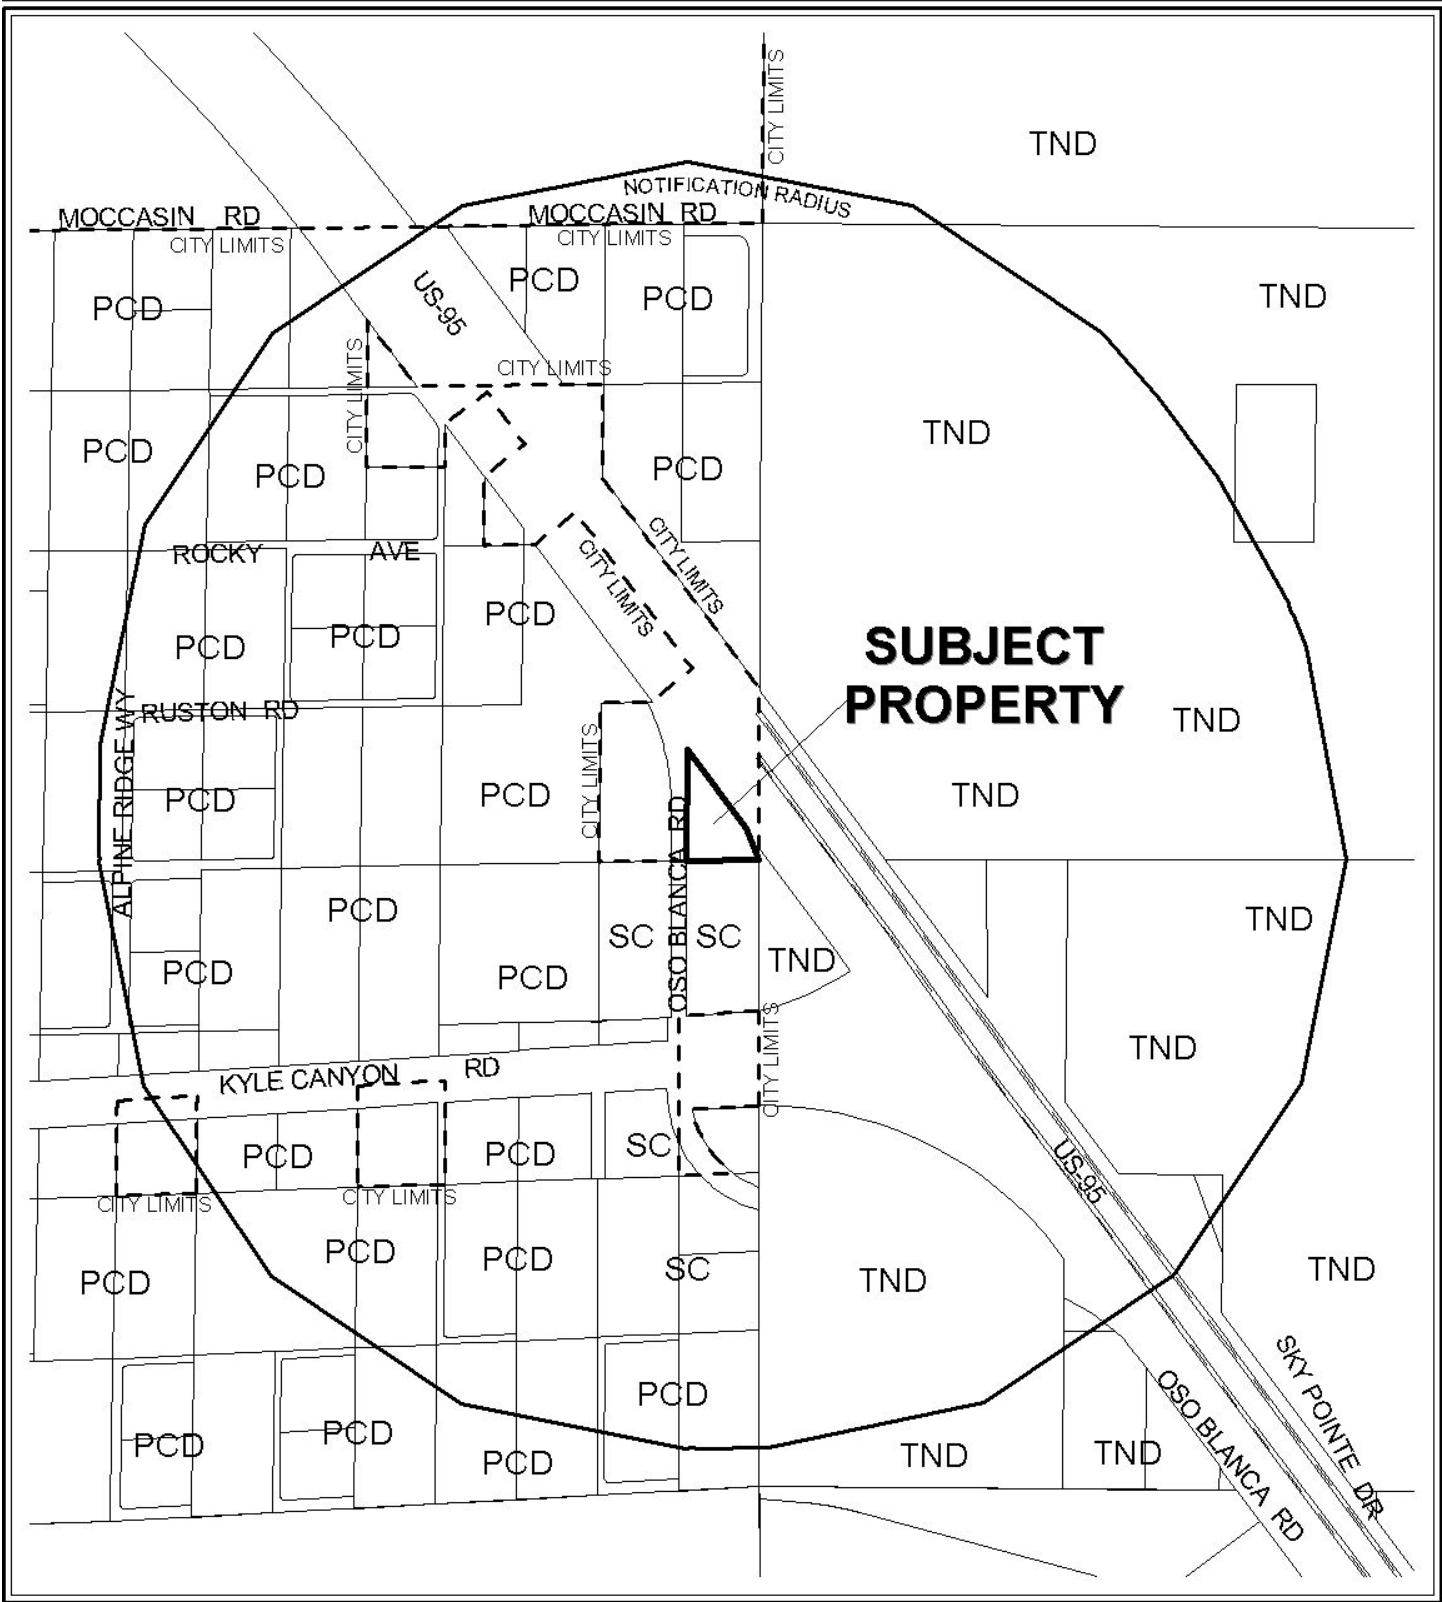 CITY LIMITS
TND
NOTIFICATION RADIUS
MOCCASIN RD
MOCCASIN RD
CITY LIMITS
CITY LIMITS
PCD
US-95
PCD
PCD
TND
CITY LIMITS
CITY LIMITS
PCD
PCD
PCD
TND
ROCKY AVE
CITY LIMITS
CITY LIMITS
PCD
PCD
PCD
SUBJECT
PROPERTY
ALPINE RIDGE WY
RUSTON RD
TND
CITY LIMITS
PCD
PCD
OSO BLANCA RD
TND
PCD
SC
SC
TND
TND
PCD
PCD
CITY LIMITS
TND
KYLE CANYON RD
PCD
PCD
SC
US-95
CITY LIMITS
CITY LIMITS
PCD
PCD
PCD
SC
TND
TND
SKY POINTE DR
OSO BLANCA RD
PCD
PCD
PCD
PCD
TND
TND